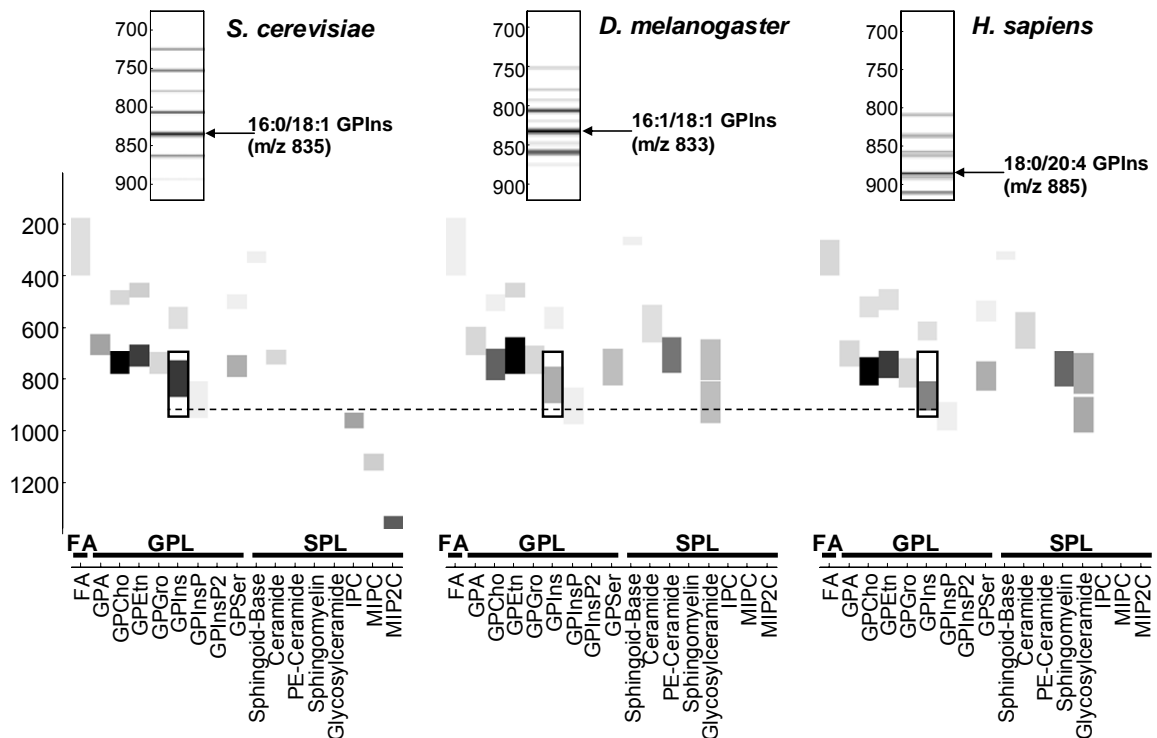 S. cerevisiae
700
750
800
850
900
16:0/18:1 GPIns
(m/z 835)
D. melanogaster
700
750
800
850
900
16:1/18:1 GPIns
(m/z 833)
H. sapiens
700
750
800
850
900
18:0/20:4 GPIns
(m/z 885)
200
400
600
800
1000
1200
FA GPL SPL
FA GPL SPL
FA GPL SPL
FA
GPA
GPCho
GPEtn
GPGro
GPIns
GPInsP
GPInsP2
GPSer
Sphingoid-Base
Ceramide
PE-Ceramide
Sphingomyelin
Glycosylceramide
IPC
MIPC
MIP2C
FA
GPA
GPCho
GPEtn
GPGro
GPIns
GPInsP
GPInsP2
GPSer
Sphingoid-Base
Ceramide
PE-Ceramide
Sphingomyelin
Glycosylceramide
IPC
MIPC
MIP2C
FA
GPA
GPCho
GPEtn
GPGro
GPIns
GPInsP
GPInsP2
GPSer
Sphingoid-Base
Ceramide
PE-Ceramide
Sphingomyelin
Glycosylceramide
IPC
MIPC
MIP2C